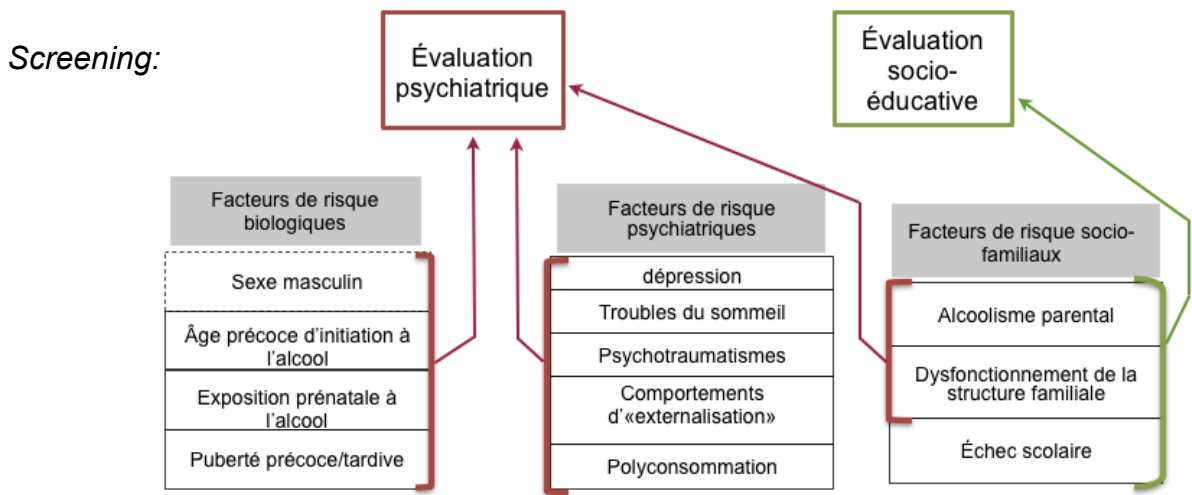 Screening:
Évaluation
psychiatrique
Évaluation
socio-
éducative
Facteurs de risque
biologiques
Sexe masculin
Âge précoce d'initiation à
l'alcool
Exposition prénatale à
l'alcool
Puberté précoce/tardive
Facteurs de risque
psychiatriques
dépression
Troubles du sommeil
Psychotraumatismes
Comportements
d'«externalisation»
Polyconsommation
Facteurs de risque socio-
familiaux
Alcoolisme parental
Dysfonctionnement de la
structure familiale
Échec scolaire